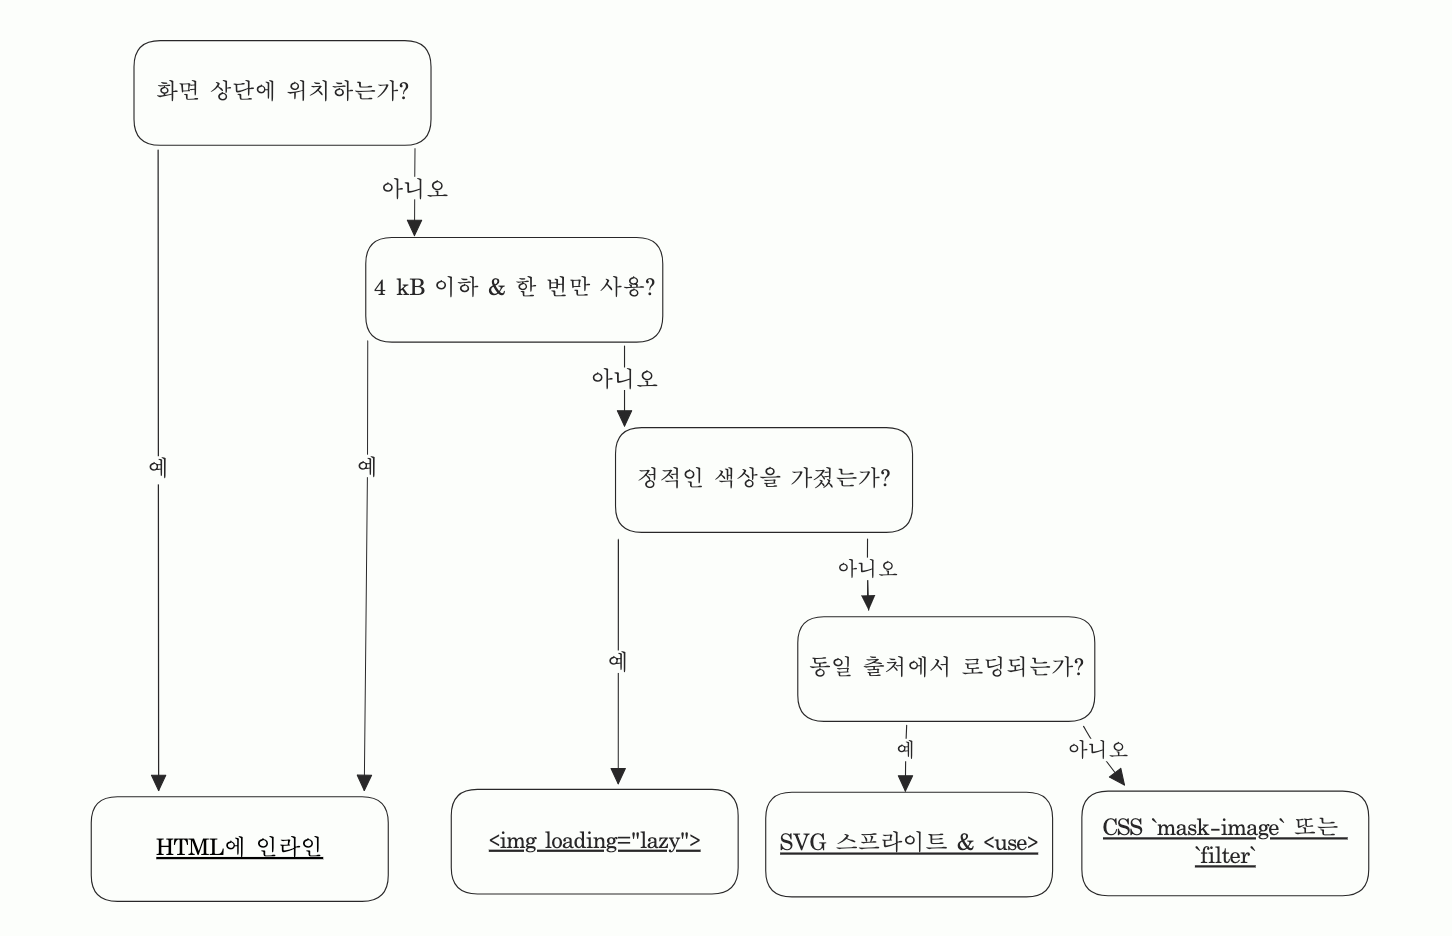 화면 상단에 위치하는가?
아니오
4 kB 이하 & 한 번만 사용?
아니오
예
예
정적인 색상을 가졌는가?
아니오
예
동일 출처에서 로딩되는가?
예
아니오
HTML에 인라인
<img loading="lazy">
SVG 스프라이트 & <use>
CSS `mask-image` 또는
`filter`